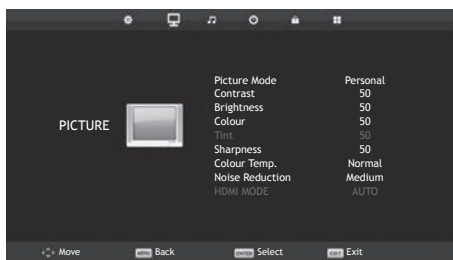 PICTURE
Picture Mode Personal
Contrast 50
Brightness 50
Colour 50
Tint 50
Sharpness 50
Colour Temp. Normal
Noise Reduction Medium
HDMI MODE AUTO
Move MENU Back ENTER Select EXIT Exit